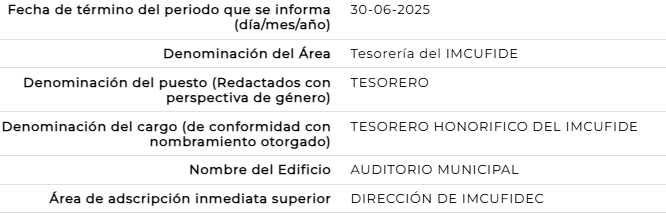 Fecha de término del periodo que se informa 30-06-2025
(día/mes/año)
Denominación del Área Tesorería del IMCUFIDE
Denominación del puesto (Redactados con TESORERO
perspectiva de género)
Denominación del cargo (de conformidad con TESORERO HONORIFICO DEL IMCUFIDE
nombramiento otorgado)
Nombre del Edificio AUDITORIO MUNICIPAL
Área de adscripción inmediata superior DIRECCIÓN DE IMCUFIDEC